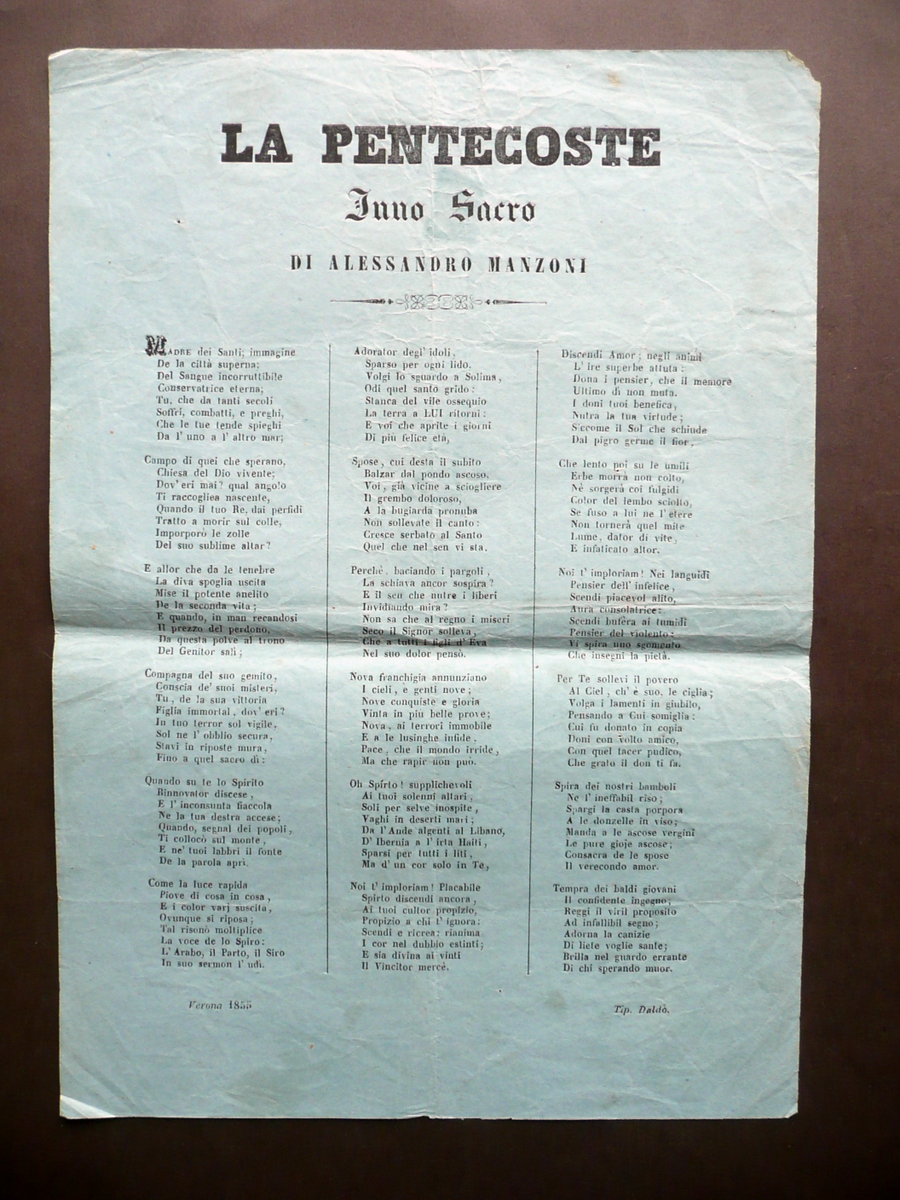 LA PENTECOSTE
Inno Sacro
DI ALESSANDRO MANZONI
MADRE dei Santi; immagine
De la città superna;
Del Sangue incorruttibile
Conservatrice eterna;
Tu, che da tanti secoli
Soffri, combatti, e preghi,
Che le tue tende spieghi
Da l' uno a l' altro mar;
Campo di quei che sperano,
Chiesa del Dio vivente;
Dov' eri mai? qual angolo
Ti raccogliea nascente,
Quando il tuo Re, dai perfidi
Tratto a morir sul colle,
Imporporò le zolle
Del suo sublime altar?
E allor che da le tenebre
La diva spoglia uscita
Mise il potente anelito
De la seconda vita;
E quando, in man recandosi
Il prezzo del perdono,
Da questa polve al trono
Del Genitor salì;
Compagna del suo gemito,
Conscia de' suoi misteri,
Tu, de la sua vittoria
Figlia immortal, dov' eri?
In tuo terror sol vigile,
Sol ne l' obblio secura,
Stavi in riposte mura,
Fino a quel sacro dì:
Quando su te lo Spirito
Rinnovator discese,
E l' inconsunta fiaccola
Ne la tua destra accese;
Quando, segnal dei popoli,
Ti collocò sul monte,
E ne' tuoi labbri il fonte
De la parola aprì.
Come la luce rapida
Piove di cosa in cosa,
E i color varj suscita,
Ovunque si riposa;
Tal risonò moltiplice
La voce de lo Spiro:
L' Arabo, il Parto, il Siro
In suo sermon l' udì.
Adorator degl' idoli,
Sparso per ogni lido,
Volgi lo sguardo a Solima,
Odi quel santo grido:
Stanca del vile ossequio
La terra a LUI ritorni:
E voi che aprite i giorni
Di più felice età,
Spose, cui desta il subito
Balzar del pondo ascoso,
Voi, già vicine a sciogliere
Il grembo doloroso,
A la bugiarda pronuba
Non sollevate il canto:
Cresce serbato al Santo
Quel che nel sen vi sta.
Perchè, baciando i pargoli,
La schiava ancor sospira?
E il sen che nutre i liberi
Invidiando mira?
Non sa che al regno i miseri
Seco il Signor solleva,
Che a tutti i figli d' Eva
Nel suo dolor pensò.
Nova franchigia annunziano
I cieli, e genti nove;
Nove conquiste e gloria
Vinta in più belle prove;
Nova, ai terrori immobile
E a le lusinghe infide,
Pace, che il mondo irride,
Ma che rapir non può.
Oh Spirto! supplichevoli
Ai tuoi solenni altari,
Soli per selve inospite,
Vaghi in deserti mari;
Da l' Ande algenti al Libano,
D' Ibernia a l' irta Haiti,
Sparsi per tutti i liti,
Ma d' un cor solo in Te,
Noi t' imploriam! Placabile
Spirto discendi ancora,
Ai tuoi cultor propizio,
Propizio a chi t' ignora:
Scendi e ricrea: rianima
I cor nel dubbio estinti;
E sia divina ai vinti
Il Vincitor mercè.
Discendi Amor; negli animi
L' ire superbe attuta:
Dona i pensier, che il memore
Ultimo dì non muta.
I doni tuoi benefica,
Nutra la tua virtude;
Siccome il Sol che schiude
Dal pigro germe il fior,
Che lento poi su le umili
Erbe morrà non colto,
Nè sorgerà coi fulgidi
Color del lembo sciolto,
Se fuso a lui ne l' etere
Non tornerà quel mite
Lume, dator di vite,
E infaticato altor.
Noi t' imploriam! Nei languidi
Pensier dell' infelice,
Scendi piacevol alito,
Aura consolatrice:
Scendi bufèra ai tumidi
Pensier del violento:
Vi spira uno sgomento
Che insegni la pietà.
Per Te sollevi il povero
Al Ciel, ch' è suo, le ciglia;
Volga i lamenti in giubilo,
Pensando a Cui somiglia:
Cui fu donato in copia
Doni con volto amico,
Con quel tacer pudico,
Che grato il don ti fa.
Spira dei nostri bamboli
Ne l' ineffabil riso;
Spargi la casta porpora
A le donzelle in viso;
Manda a le ascose vergini
Le pure gioje ascose;
Consacra de le spose
Il verecondo amor.
Tempra dei baldi giovani
Il confidente ingegno;
Reggi il viril proposito
Ad infallibil segno;
Adorna la canizie
Di liete voglie sante;
Brilla nel guardo errante
Di chi sperando muor.
Verona 1855
Tip. Daldò.